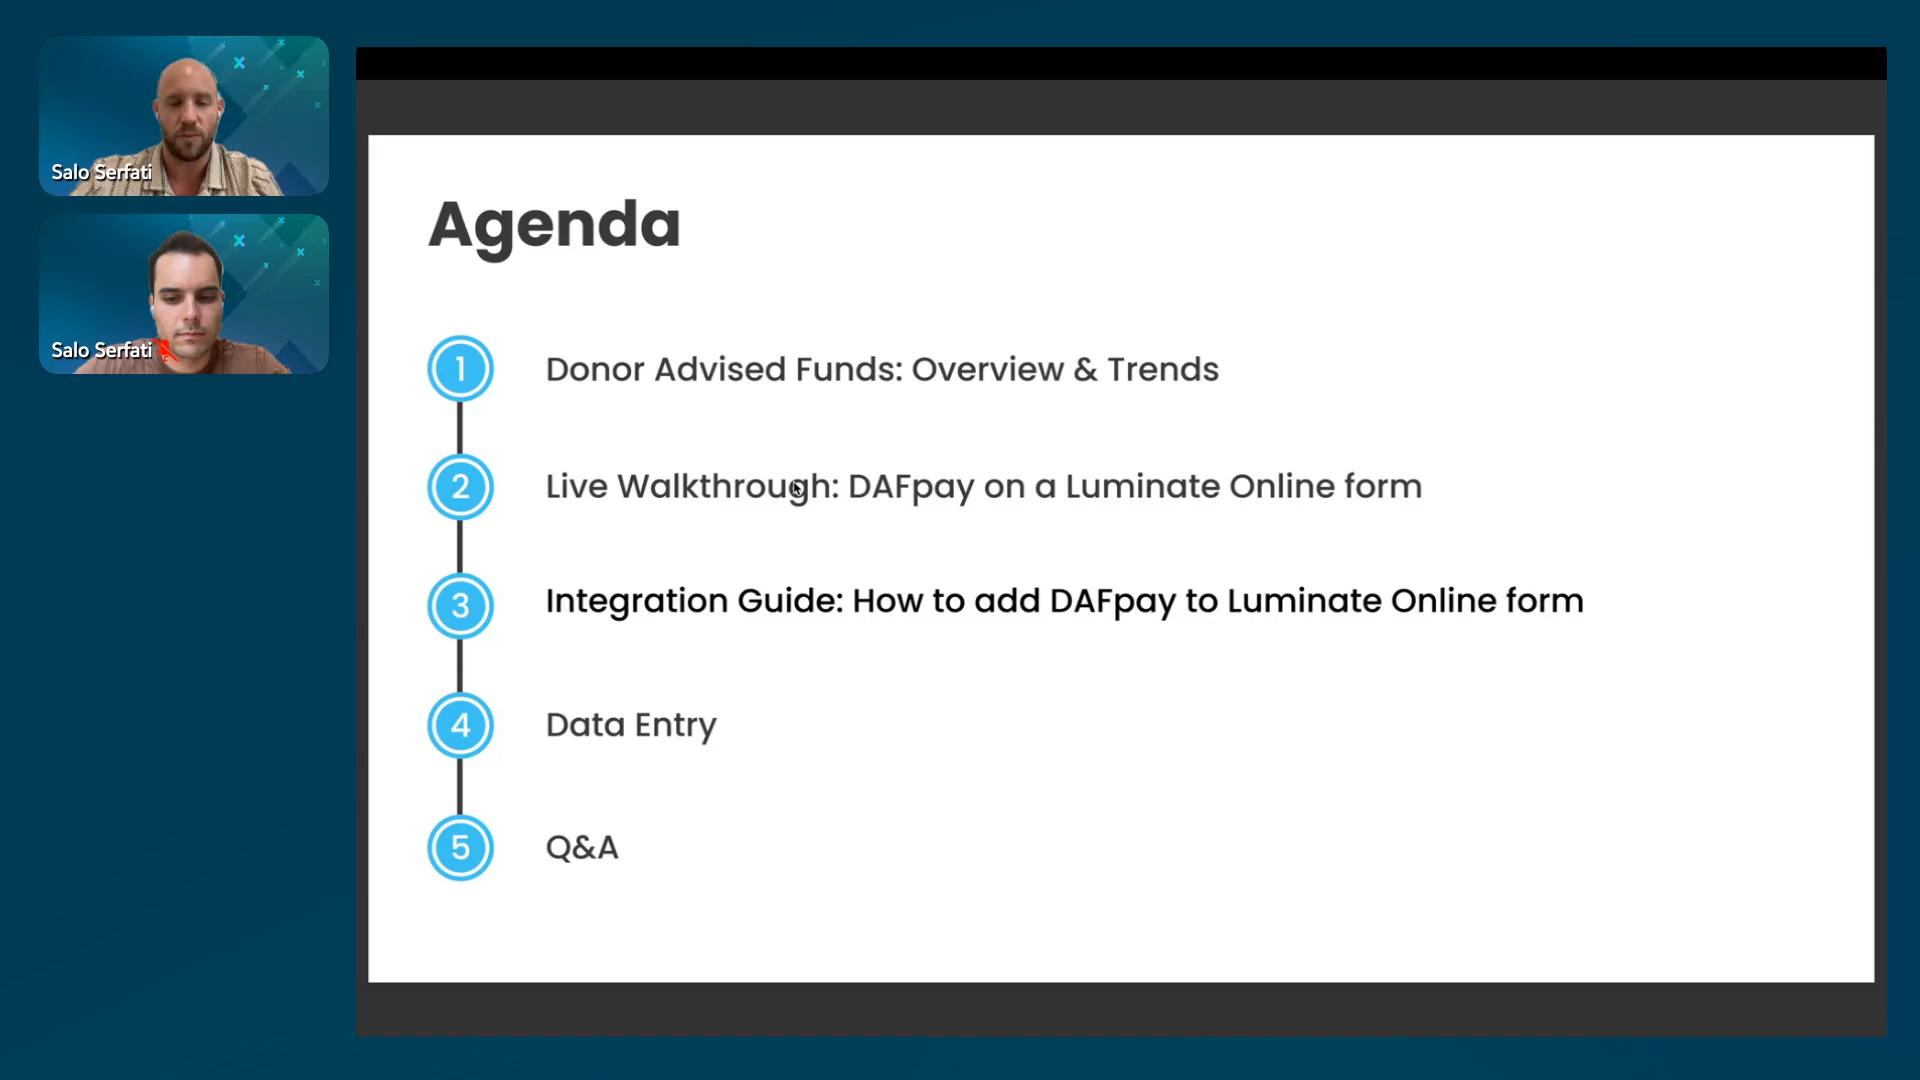 Salo Serfati
Salo Serfati
Agenda
1 Donor Advised Funds: Overview & Trends
2 Live Walkthrough: DAFpay on a Luminate Online form
3 Integration Guide: How to add DAFpay to Luminate Online form
4 Data Entry
5 Q&A